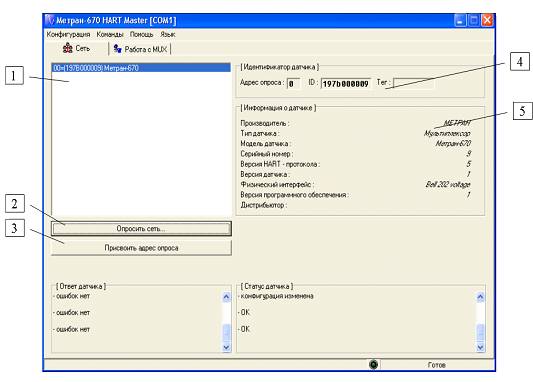 Метран-670 HART Master [COM1]
Конфигурация Команды Помощь Язык
Сеть Работа с MUX
00=(197B000009) Метран-670
[ Идентификатор датчика ]
Адрес опроса : 0 ID : 197b000009 Тег :
[ Информация о датчике ]
Производитель : МЕТРАН
Тип датчика : Мультиплексор
Модель датчика : Метран-670
Серийный номер : 9
Версия HART - протокола : 5
Версия датчика : 1
Физический интерфейс : Bell 202 voltage
Версия программного обеспечения : 1
Дистрибьютор :
Опросить сеть...
Присвоить адрес опроса
[ Ответ датчика ]
- ошибок нет
- ошибок нет
- ошибок нет
[ Статус датчика ]
- конфигурация изменена
- OK
- OK
Готов
1
2
3
4
5